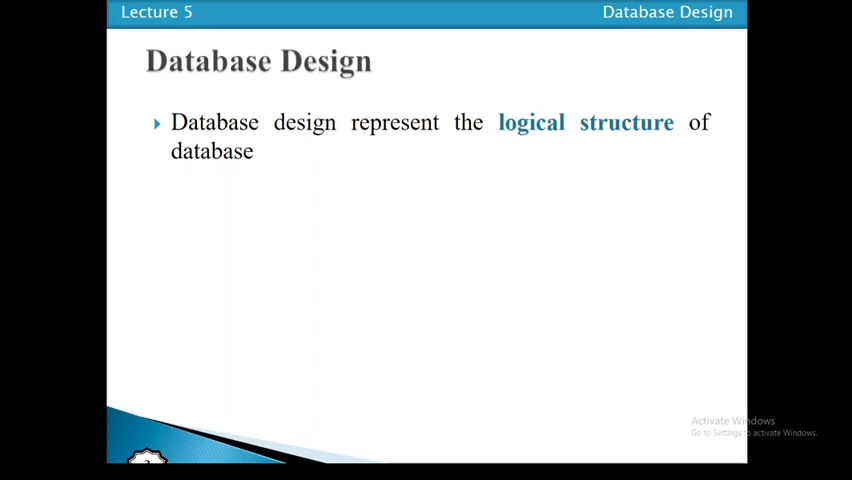 Lecture 5
Database Design
Database Design
Database design represent the logical structure of
database
Activate Windows
Go to Settings to activate Windows.